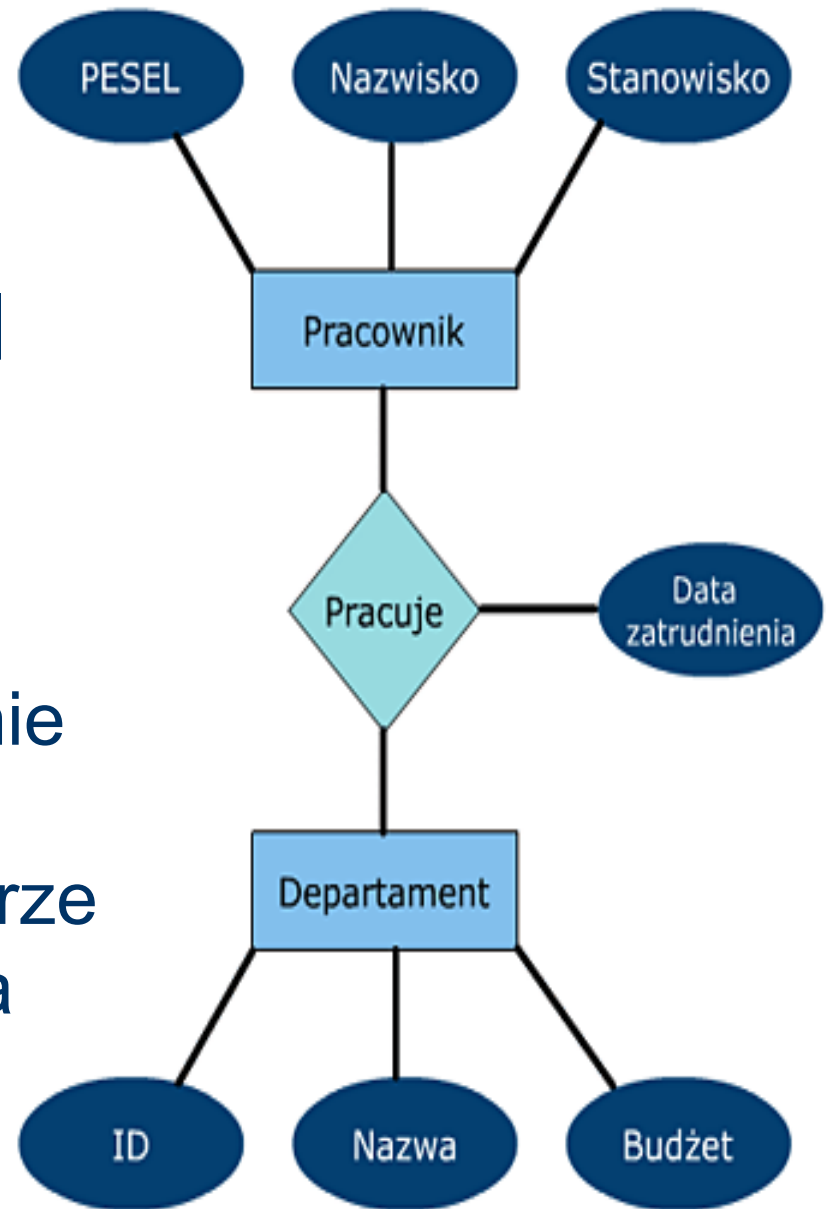 PESEL
Nazwisko
Stanowisko
Pracownik
Pracuje
Data
zatrudnienia
Departament
ID
Nazwa
Budżet